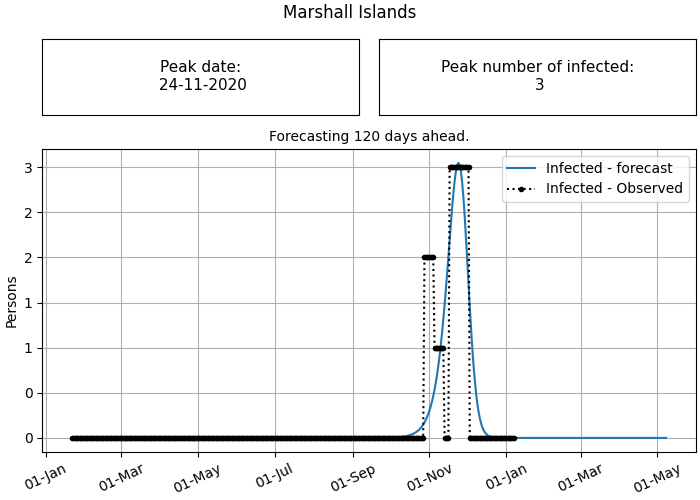 Marshall Islands
Peak date:
24-11-2020
Peak number of infected:
3
Forecasting 120 days ahead.
Infected - forecast
Infected - Observed
Persons
3
2
2
1
1
0
0
01-Jan
01-Mar
01-May
01-Jul
01-Sep
01-Nov
01-Jan
01-Mar
01-May